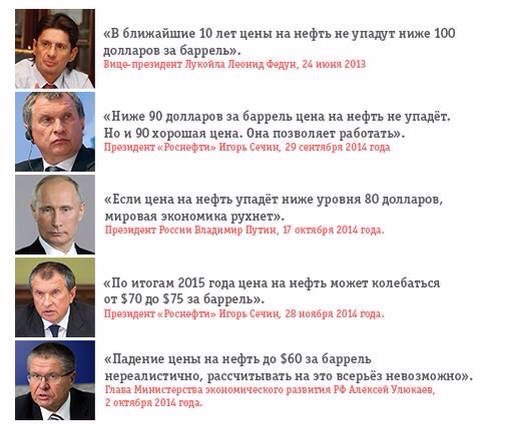 «В ближайшие 10 лет цены на нефть не упадут ниже 100
долларов за баррель».
Вице-президент Лукойла Леонид Федун, 24 июня 2013
«Ниже 90 долларов за баррель цена на нефть не упадёт.
Но и 90 хорошая цена. Она позволяет работать».
Президент «Роснефти» Игорь Сечин, 29 сентября 2014 года
«Если цена на нефть упадёт ниже уровня 80 долларов,
мировая экономика рухнет».
Президент России Владимир Путин, 17 октября 2014 года.
«По итогам 2015 года цена на нефть может колебаться
от $70 до $75 за баррель».
Президент «Роснефти» Игорь Сечин, 28 ноября 2014 года.
«Падение цены на нефть до $60 за баррель
нереалистично, рассчитывать на это всерьёз невозможно».
Глава Министерства экономического развития РФ Алексей Улюкаев,
2 октября 2014 года.